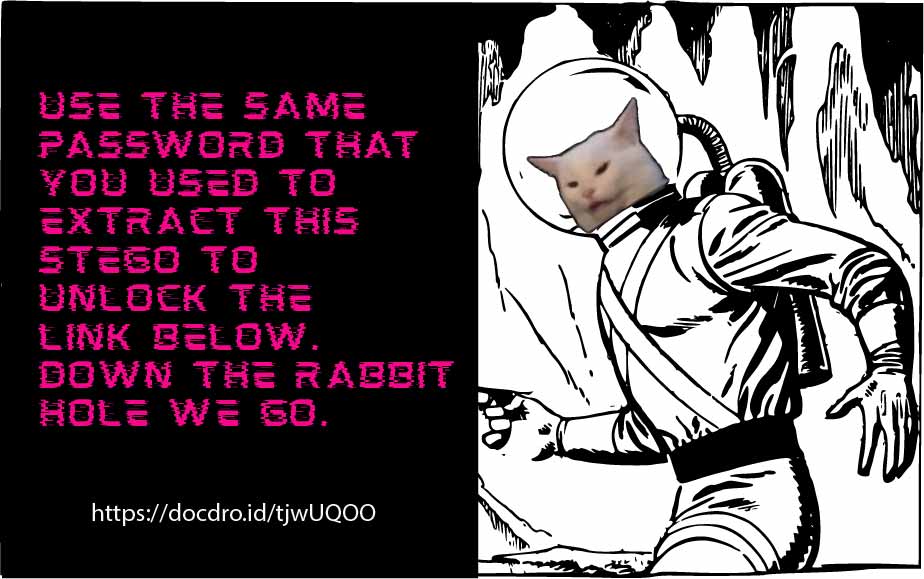 USE THE SAME
PASSWORD THAT
YOU USED TO
EXTRACT THIS
STEGO TO
UNLOCK THE
LINK BELOW.
DOWN THE RABBIT
HOLE WE GO.
https://docdro.id/tjwUQOO